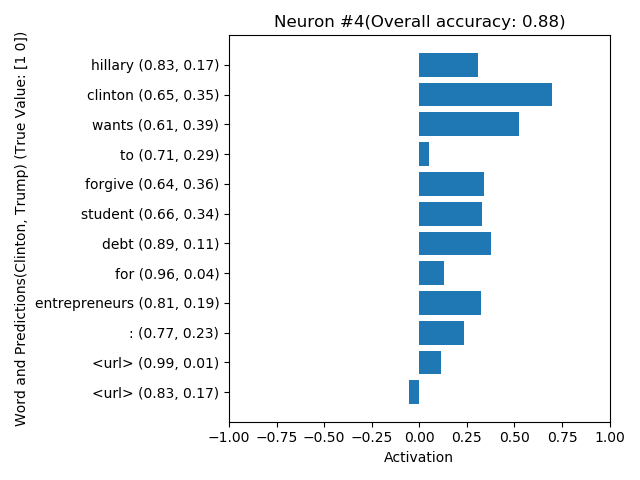 Neuron #4(Overall accuracy: 0.88)
Word and Predictions(Clinton, Trump) (True Value: [1 0])
hillary (0.83, 0.17)
clinton (0.65, 0.35)
wants (0.61, 0.39)
to (0.71, 0.29)
forgive (0.64, 0.36)
student (0.66, 0.34)
debt (0.89, 0.11)
for (0.96, 0.04)
entrepreneurs (0.81, 0.19)
: (0.77, 0.23)
<url> (0.99, 0.01)
<url> (0.83, 0.17)
−1.00 −0.75 −0.50 −0.25 0.00 0.25 0.50 0.75 1.00
Activation